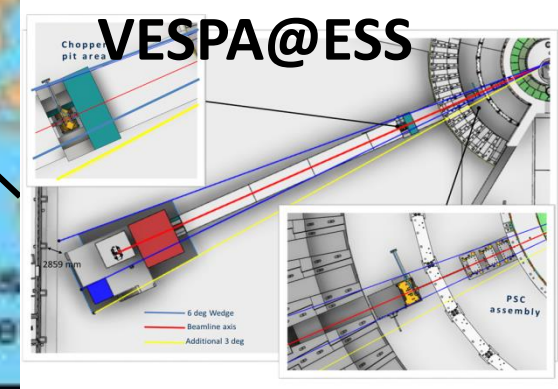 VESPA@ESS
Chopper
pit area
2859 mm
6 deg Wedge
Beamline axis
Additional 3 deg
PSC
assembly